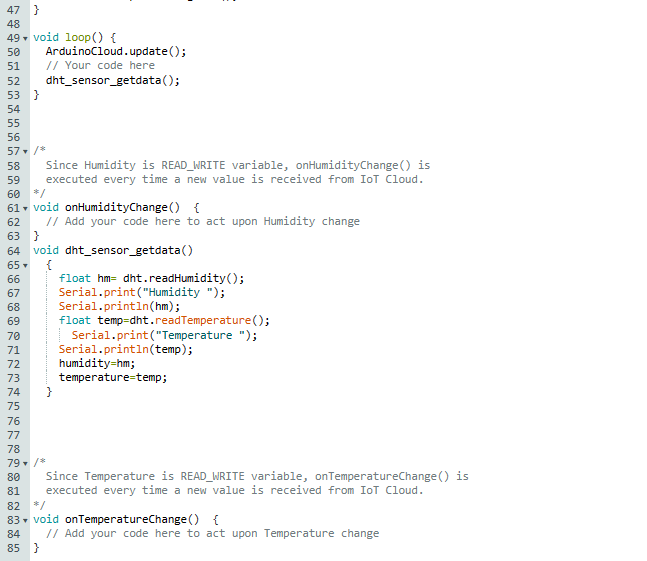 47 }
48
49 void loop() {
50 ArduinoCloud.update();
51 // Your code here
52 dht_sensor_getdata();
53 }
54
55
56
57 /*
58 Since Humidity is READ_WRITE variable, onHumidityChange() is
59 executed every time a new value is received from IoT Cloud.
60 */
61 void onHumidityChange()  {
62 // Add your code here to act upon Humidity change
63 }
64 void dht_sensor_getdata()
65 {
66 float hm= dht.readHumidity();
67 Serial.print("Humidity ");
68 Serial.println(hm);
69 float temp=dht.readTemperature();
70 Serial.print("Temperature ");
71 Serial.println(temp);
72 humidity=hm;
73 temperature=temp;
74 }
75
76
77
78
79 /*
80 Since Temperature is READ_WRITE variable, onTemperatureChange() is
81 executed every time a new value is received from IoT Cloud.
82 */
83 void onTemperatureChange()  {
84 // Add your code here to act upon Temperature change
85 }